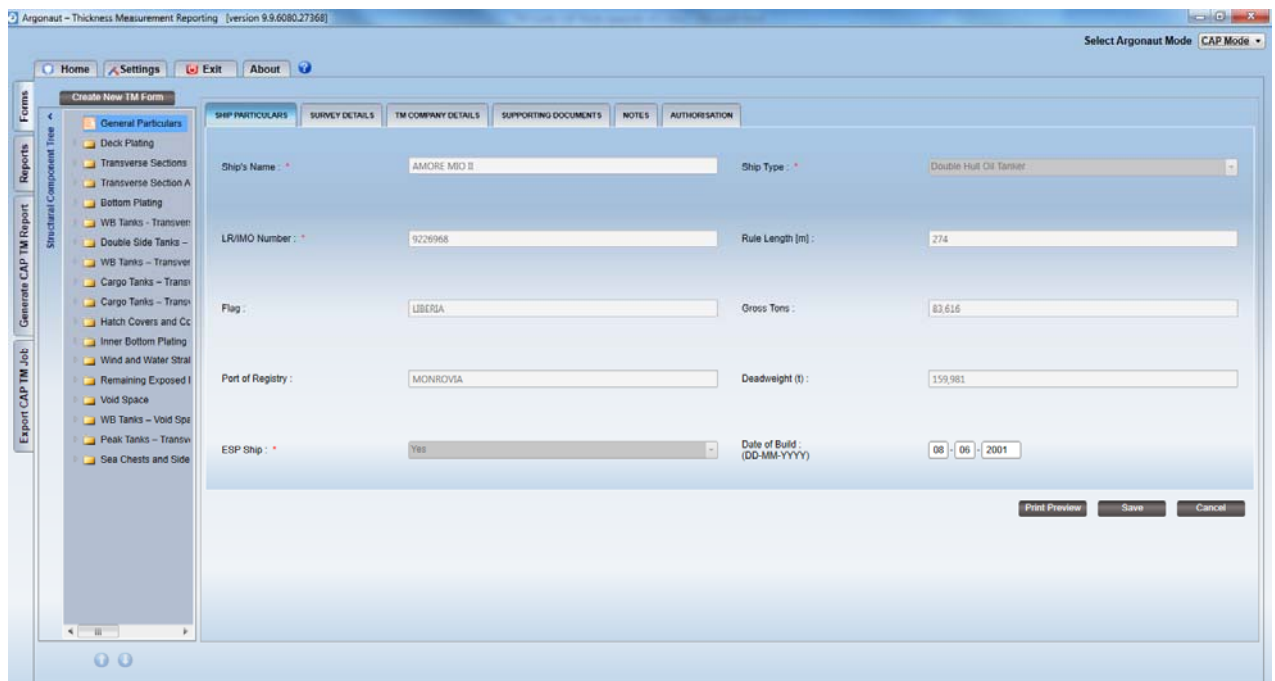 Argonaut – Thickness Measurement Reporting [version 9.9.6080.27368]
Select Argonaut Mode CAP Mode
Home Settings Exit About ?
Forms
Reports
Generate CAP TM Report
Export CAP TM Job
Structural Component Tree
Create New TM Form
General Particulars
Deck Plating
Transverse Sections
Transverse Section A
Bottom Plating
WB Tanks - Transver
Double Side Tanks –
WB Tanks – Transver
Cargo Tanks – Trans
Cargo Tanks – Trans
Hatch Covers and Co
Inner Bottom Plating
Wind and Water Stral
Remaining Exposed
Void Space
WB Tanks – Void Spa
Peak Tanks – Transv
Sea Chests and Side
SHIP PARTICULARS SURVEY DETAILS TM COMPANY DETAILS SUPPORTING DOCUMENTS NOTES AUTHORISATION
Ship's Name : * AMORE MIO II Ship Type : * Double Hull Oil Tanker
LR/IMO Number : * 9226968 Rule Length [m] : 274
Flag : LIBERIA Gross Tons : 83,616
Port of Registry : MONROVIA Deadweight (t) : 159,981
ESP Ship : * Yes Date of Build :
(DD-MM-YYYY) 08 - 06 - 2001
Print Preview Save Cancel